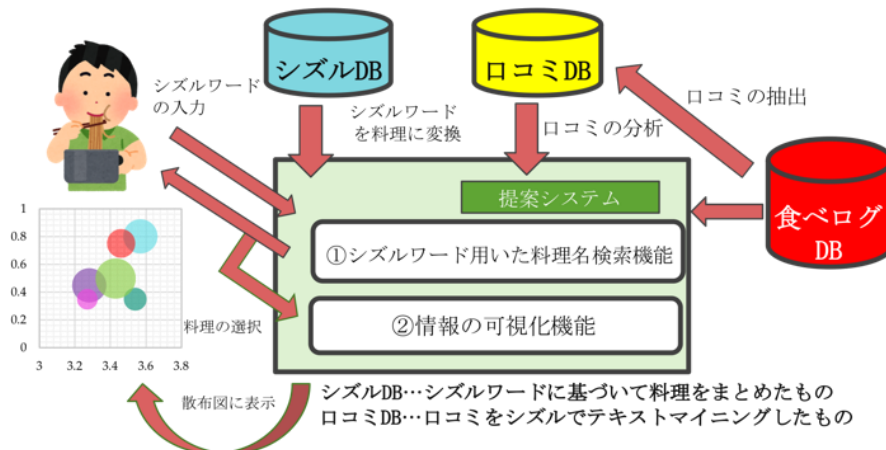 シズルワード
の入力
シズルDB
シズルワード
を料理に変換
口コミDB
口コミの分析
口コミの抽出
食べログ
DB
提案システム
①シズルワード用いた料理名検索機能
②情報の可視化機能
料理の選択
1
0.8
0.6
0.4
0.2
0
3
3.2
3.4
3.6
3.8
散布図に表示
シズルDB…シズルワードに基づいて料理をまとめたもの
口コミDB…口コミをシズルでテキストマイニングしたもの